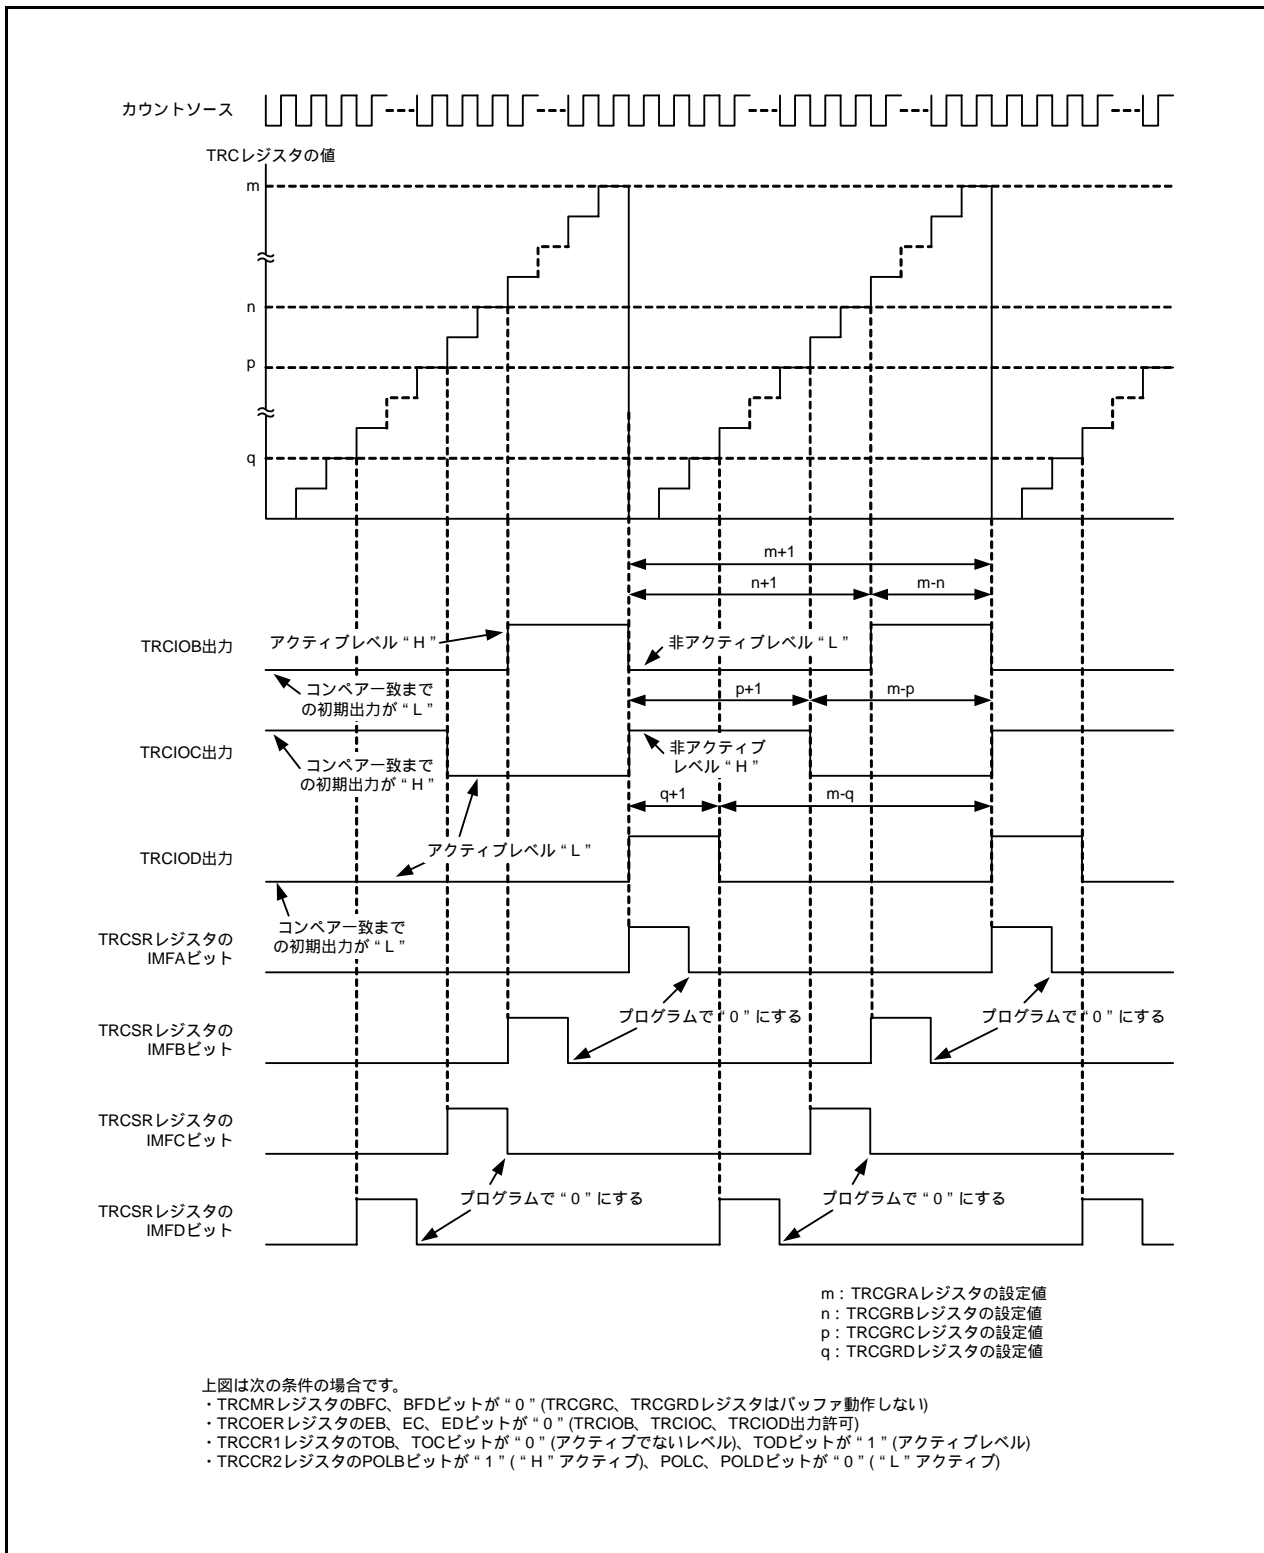 カウントソース
TRCレジスタの値
m
n
p
q
m+1
n+1
m-n
TRCIOB出力
アクティブレベル“H”
非アクティブレベル“L”
コンペア一致まで
の初期出力が“L”
p+1
m-p
TRCIOC出力
コンペア一致まで
の初期出力が“H”
非アクティブ
レベル“H”
q+1
m-q
TRCIOD出力
アクティブレベル“L”
コンペア一致まで
の初期出力が“L”
TRCSRレジスタの
IMFAビット
プログラムで“0”にする
プログラムで“0”にする
TRCSRレジスタの
IMFBビット
TRCSRレジスタの
IMFCビット
プログラムで“0”にする
プログラムで“0”にする
TRCSRレジスタの
IMFDビット
m:TRCGRAレジスタの設定値
n:TRCGRBレジスタの設定値
p:TRCGRCレジスタの設定値
q:TRCGRDレジスタの設定値
上図は次の条件の場合です。
・TRCMRレジスタのBFC、BFDビットが“0”(TRCGRC、TRCGRDレジスタはバッファ動作しない)
・TRCOERレジスタのEB、EC、EDビットが“0”(TRCIOB、TRCIOC、TRCIOD出力許可)
・TRCCR1レジスタのTOB、TOCビットが“0”(アクティブでないレベル)、TODビットが“1”(アクティブレベル)
・TRCCR2レジスタのPOLBビットが“1”(“H”アクティブ)、POLC、POLDビットが“0”(“L”アクティブ)